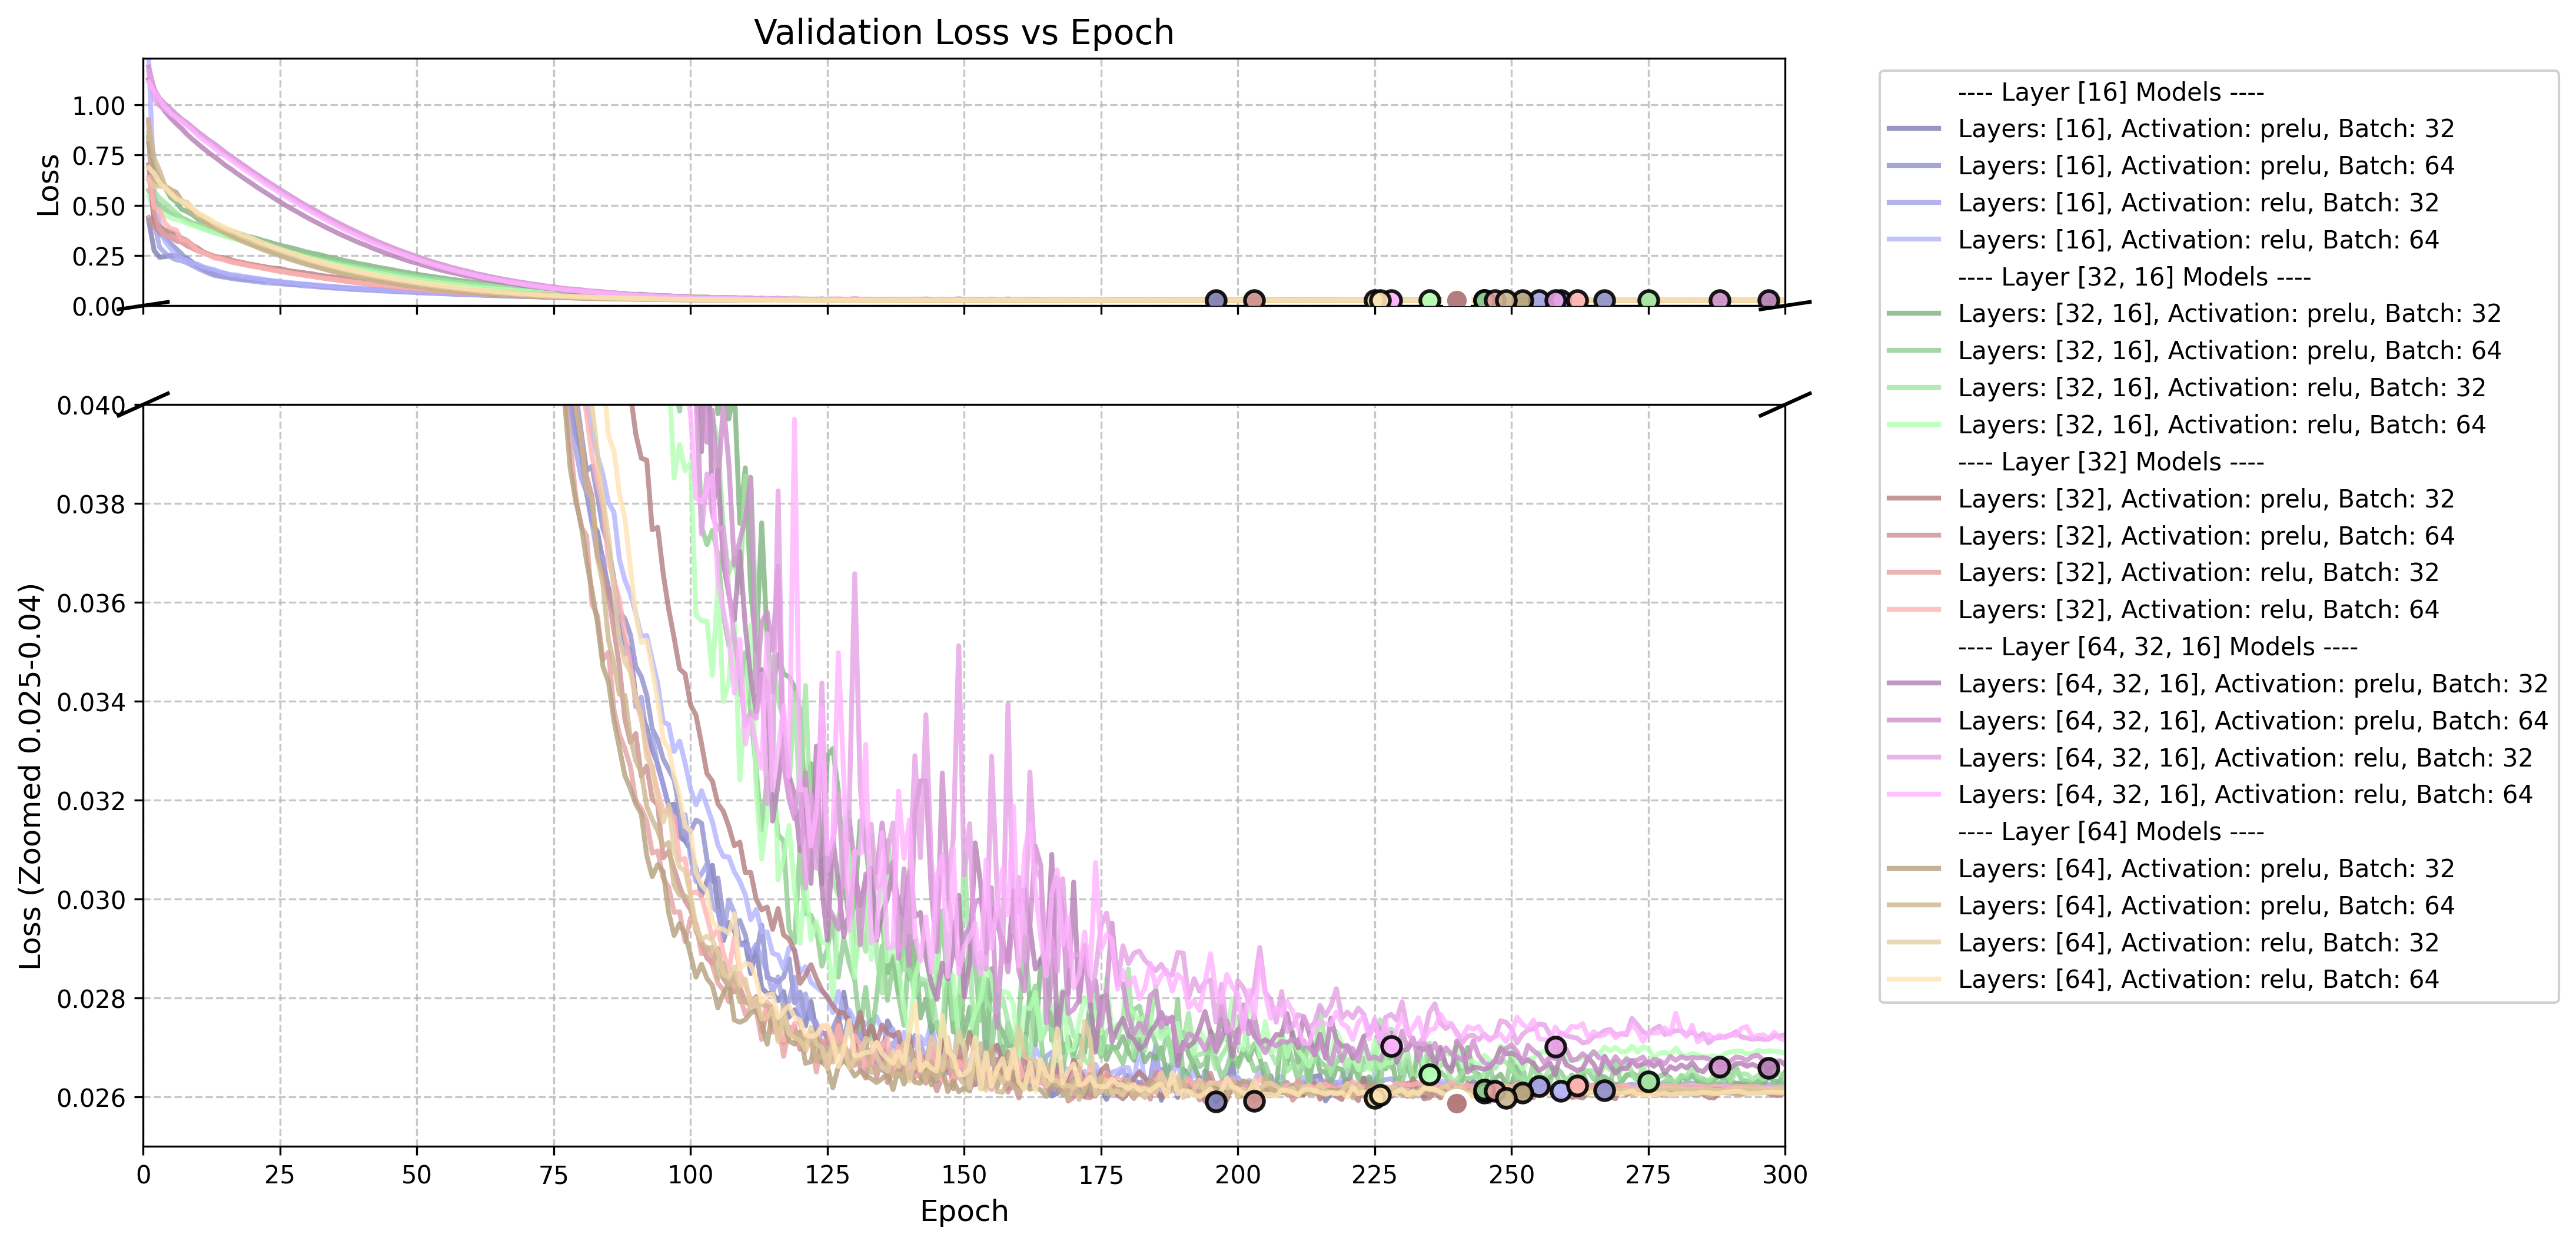 Validation Loss vs Epoch
Loss
1.00
0.75
0.50
0.25
0.00
Loss (Zoomed 0.025-0.04)
0.040
0.038
0.036
0.034
0.032
0.030
0.028
0.026
0 25 50 75 100 125 150 175 200 225 250 275 300
Epoch
---- Layer [16] Models ----
Layers: [16], Activation: prelu, Batch: 32
Layers: [16], Activation: prelu, Batch: 64
Layers: [16], Activation: relu, Batch: 32
Layers: [16], Activation: relu, Batch: 64
---- Layer [32, 16] Models ----
Layers: [32, 16], Activation: prelu, Batch: 32
Layers: [32, 16], Activation: prelu, Batch: 64
Layers: [32, 16], Activation: relu, Batch: 32
Layers: [32, 16], Activation: relu, Batch: 64
---- Layer [32] Models ----
Layers: [32], Activation: prelu, Batch: 32
Layers: [32], Activation: prelu, Batch: 64
Layers: [32], Activation: relu, Batch: 32
Layers: [32], Activation: relu, Batch: 64
---- Layer [64, 32, 16] Models ----
Layers: [64, 32, 16], Activation: prelu, Batch: 32
Layers: [64, 32, 16], Activation: prelu, Batch: 64
Layers: [64, 32, 16], Activation: relu, Batch: 32
Layers: [64, 32, 16], Activation: relu, Batch: 64
---- Layer [64] Models ----
Layers: [64], Activation: prelu, Batch: 32
Layers: [64], Activation: prelu, Batch: 64
Layers: [64], Activation: relu, Batch: 32
Layers: [64], Activation: relu, Batch: 64